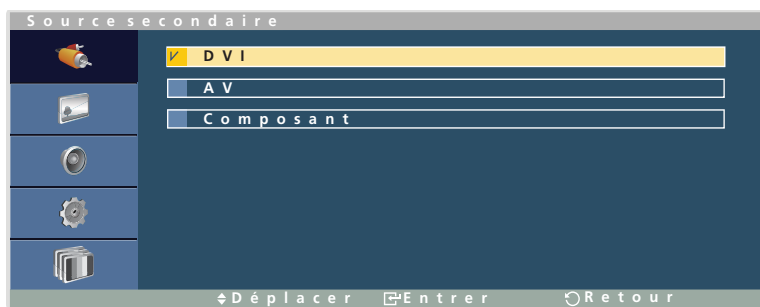 Source secondaire
DVI
AV
Composant
Déplacer Entrer Retour